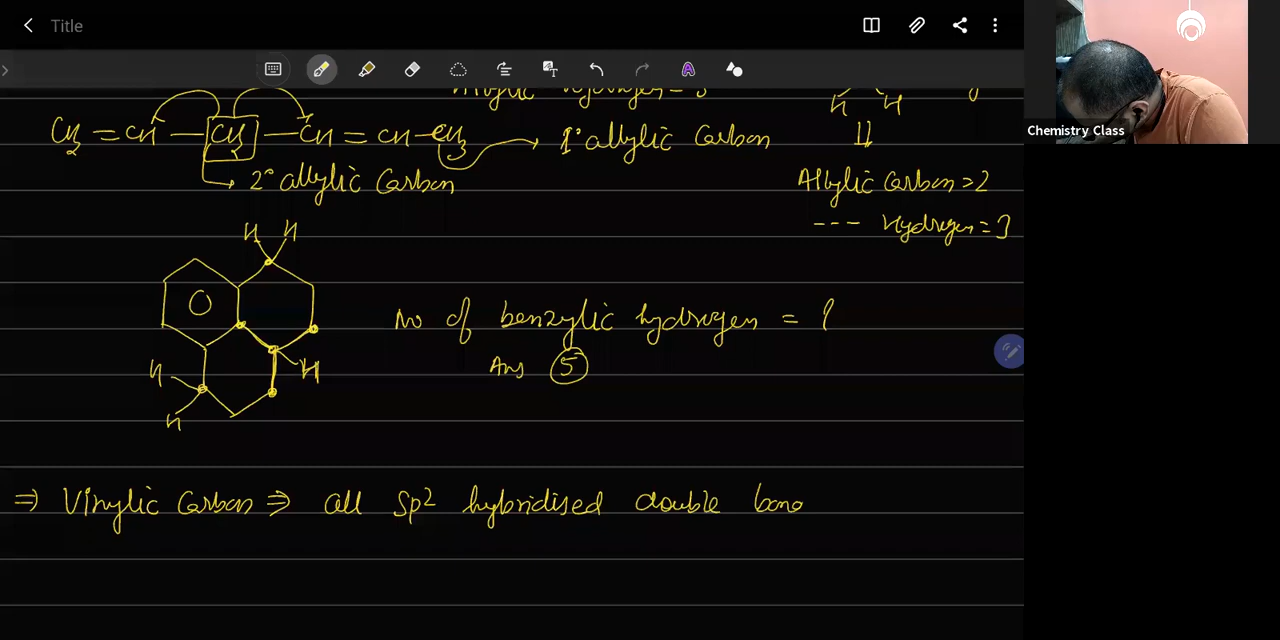 Title
Chemistry Class
CH2 = CH — CH2 — CH = CH - CH3 → 1° allylic Carbon
→ 2° allylic Carbon
H H
Allylic Carbon = 2
--- Hydrogen = 3
H H
No of benzylic hydrogen = ?
Ans 5
H
H
H
⇒ Vinylic Carbon ⇒ all Sp2 hybridised double bond